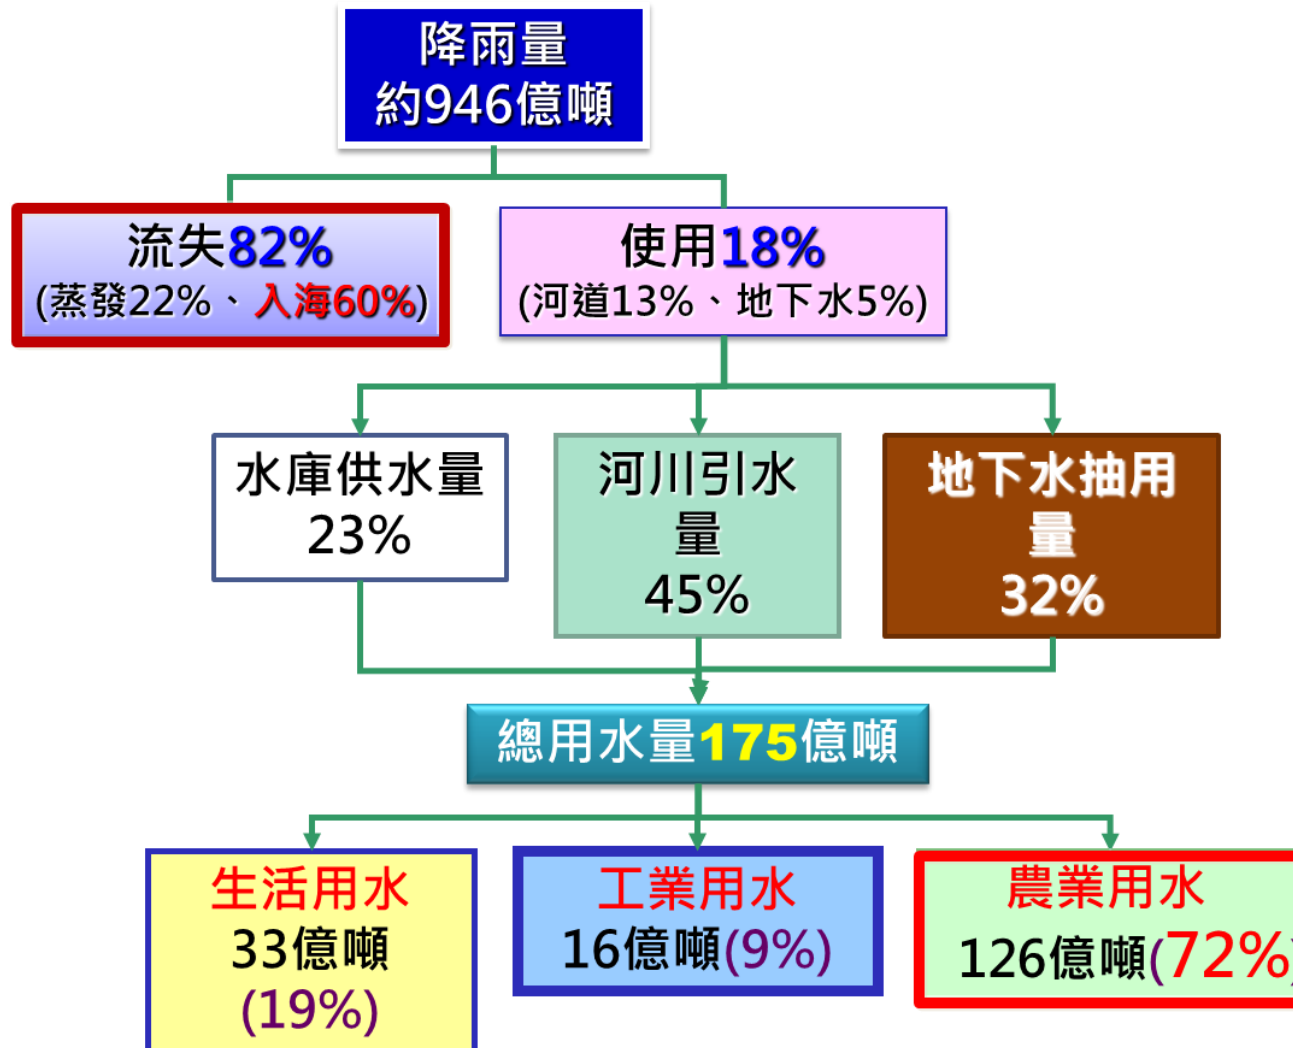 降雨量
約946億噸
流失82%
(蒸發22%、入海60%)
使用18%
(河道13%、地下水5%)
水庫供水量
23%
河川引水
量
45%
地下水抽用
量
32%
總用水量175億噸
生活用水
33億噸
(19%)
工業用水
16億噸(9%)
農業用水
126億噸(72%)